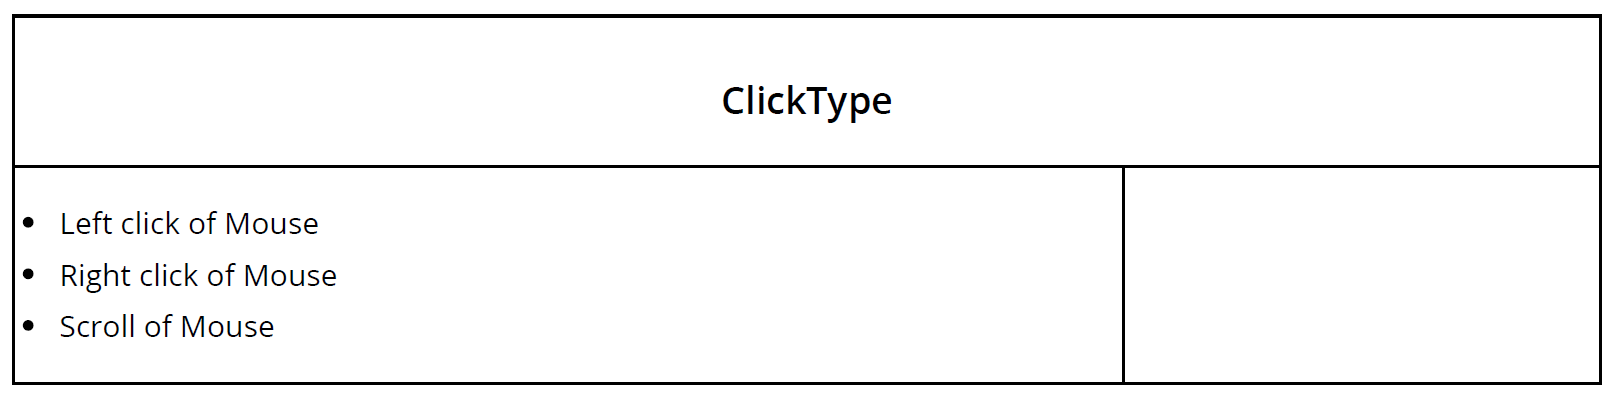 ClickType
• Left click of Mouse
• Right click of Mouse
• Scroll of Mouse